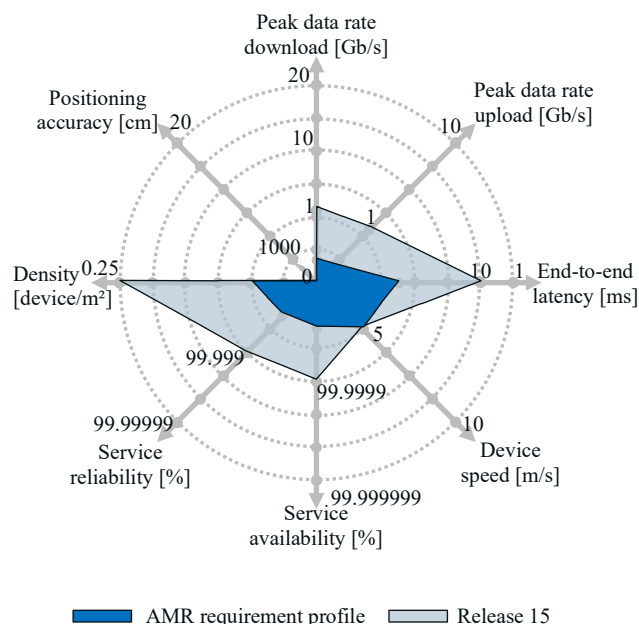 Peak data rate
download [Gb/s]
20
Positioning
accuracy [cm]
20
Peak data rate
upload [Gb/s]
10
10
1
1
1000
0
Density
[device/m²]
0.25
10
1
End-to-end
latency [ms]
5
99.999
99.9999
99.99999
Service
reliability [%]
10
Device
speed [m/s]
99.999999
Service
availability [%]
AMR requirement profile
Release 15